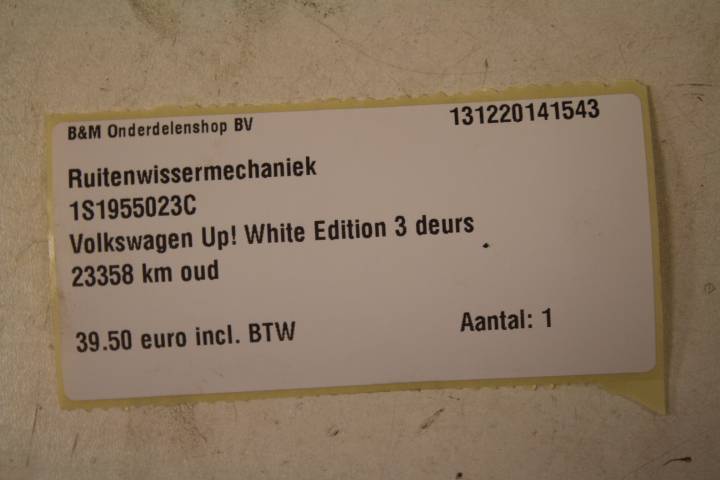 B&M Onderdelenshop BV 131220141543
Ruitenwissermechaniek
1S1955023C
Volkswagen Up! White Edition 3 deurs
23358 km oud
39.50 euro incl. BTW Aantal: 1